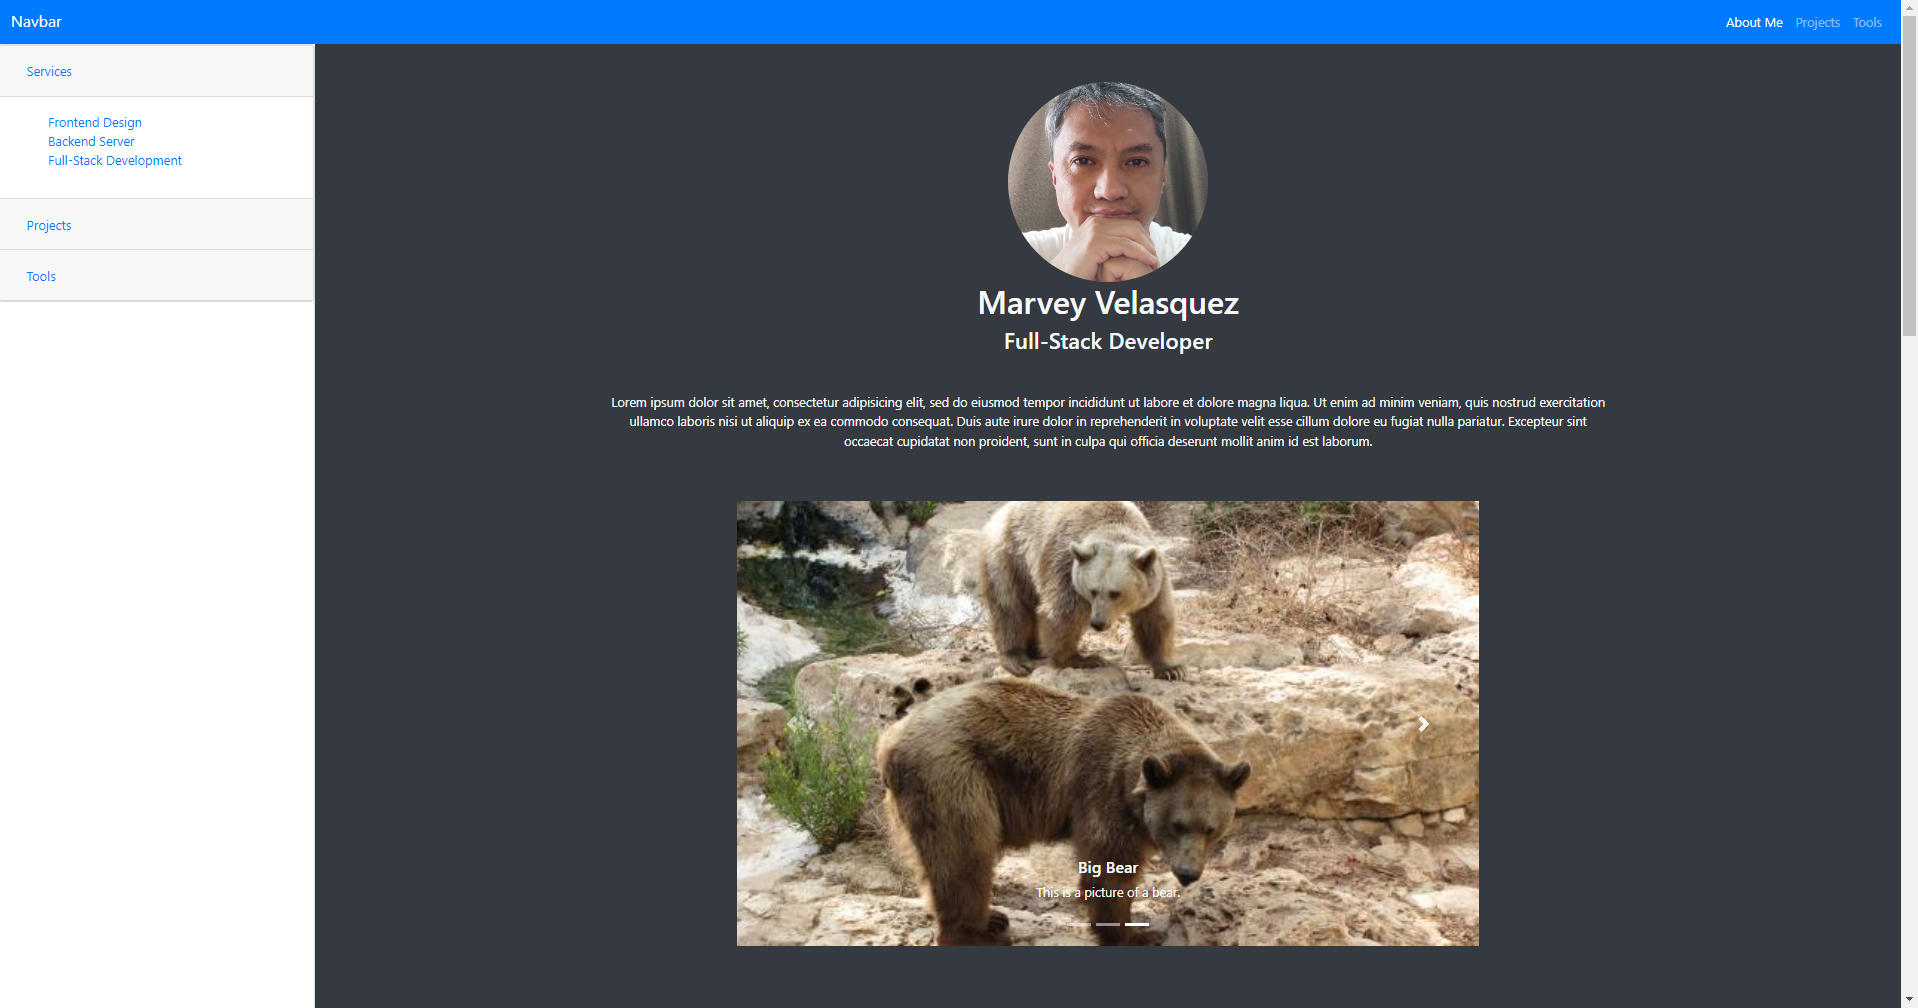 Navbar
About Me Projects Tools
Services
Frontend Design
Backend Server
Full-Stack Development
Projects
Tools
Marvey Velasquez
Full-Stack Developer
Lorem ipsum dolor sit amet, consectetur adipisicing elit, sed do eiusmod tempor incididunt ut labore et dolore magna liqua. Ut enim ad minim veniam, quis nostrud exercitation
ullamco laboris nisi ut aliquip ex ea commodo consequat. Duis aute irure dolor in reprehenderit in voluptate velit esse cillum dolore eu fugiat nulla pariatur. Excepteur sint
occaecat cupidatat non proident, sunt in culpa qui officia deserunt mollit anim id est laborum.
Big Bear
This is a picture of a bear.